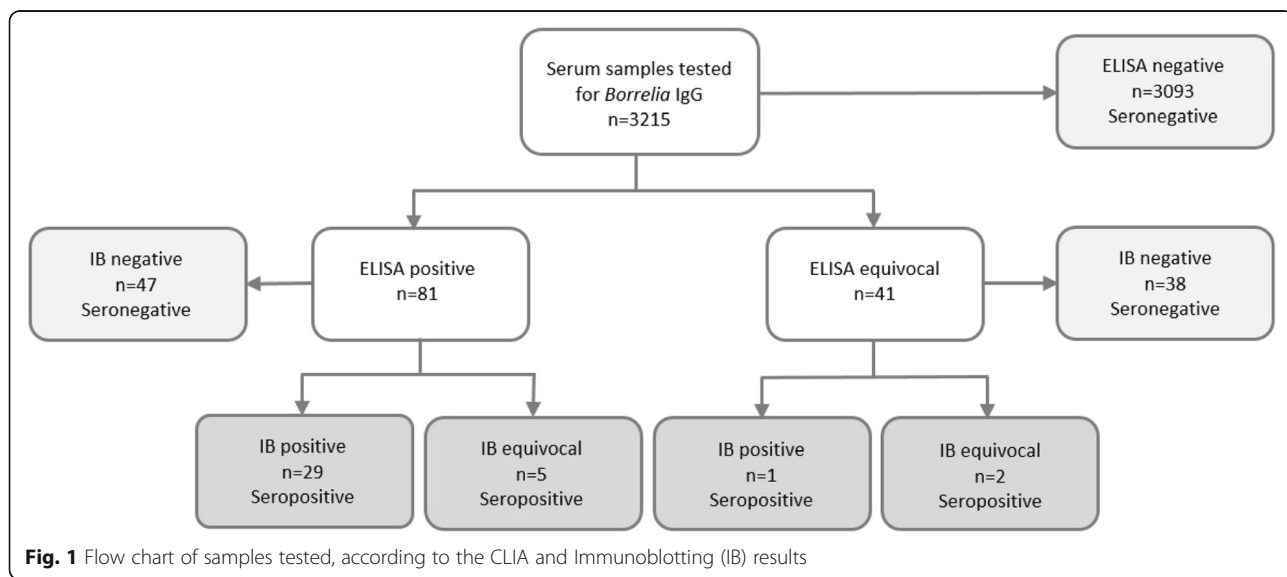 Serum samples tested
for Borrelia IgG
n=3215
ELISA negative
n=3093
Seronegative
IB negative
n=47
Seronegative
ELISA positive
n=81
ELISA equivocal
n=41
IB negative
n=38
Seronegative
IB positive
n=29
Seropositive
IB equivocal
n=5
Seropositive
IB positive
n=1
Seropositive
IB equivocal
n=2
Seropositive
Fig. 1 Flow chart of samples tested, according to the CLIA and Immunoblotting (IB) results